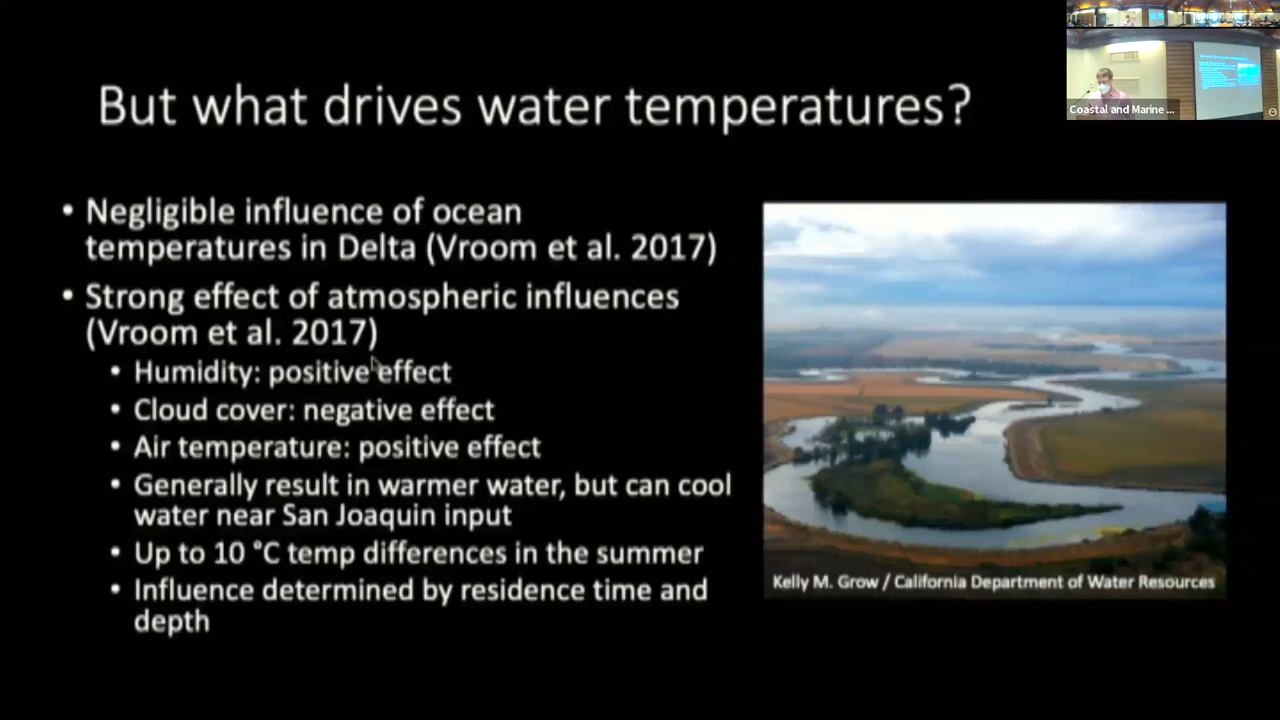 But what drives water temperatures?
• Negligible influence of ocean
temperatures in Delta (Vroom et al. 2017)
• Strong effect of atmospheric influences
(Vroom et al. 2017)
• Humidity: positive effect
• Cloud cover: negative effect
• Air temperature: positive effect
• Generally result in warmer water, but can cool
water near San Joaquin input
• Up to 10 °C temp differences in the summer
• Influence determined by residence time and
depth
Kelly M. Grow / California Department of Water Resources
Coastal and Marine ...